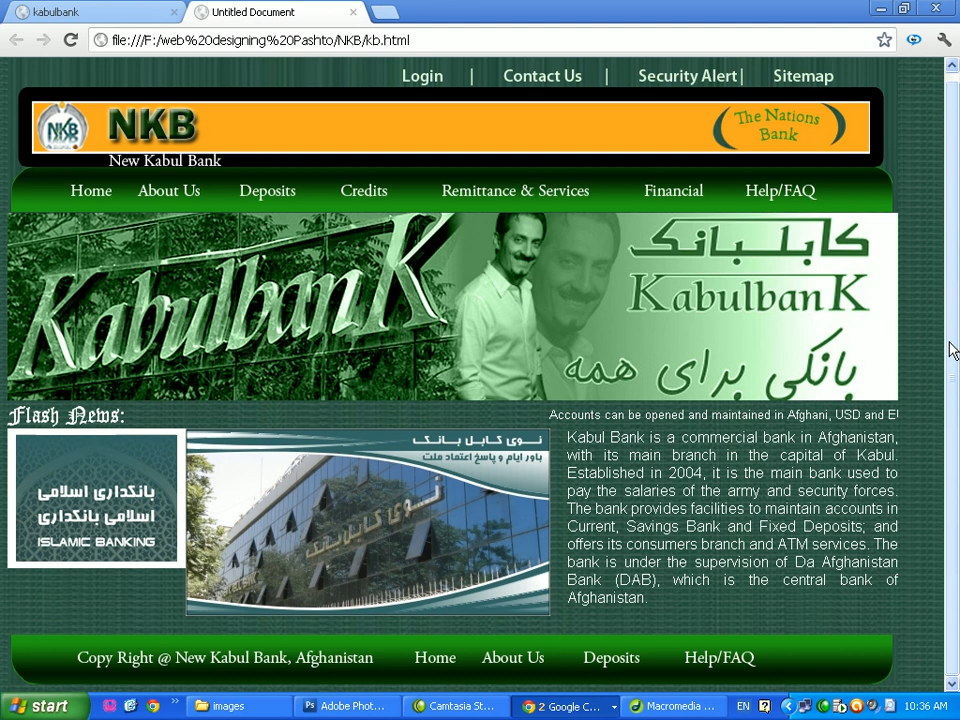 kabulbank
Untitled Document
file:///F:/web%20designing%20Pashto/NKB/kb.html
Login | Contact Us | Security Alert | Sitemap
NKB
NKB
The Nations
Bank
New Kabul Bank
Home About Us Deposits Credits Remittance & Services Financial Help/FAQ
KabulbanK
کابلبانک
KabulbanK
بانکی برای همه
Flash News:
Accounts can be opened and maintained in Afghani, USD and E
بانکداری اسلامی
اسلامی بانکداری
ISLAMIC BANKING
نوی کابل بانک
باور ایام و پاسخ اعتماد ملت
نوی کابل بانک
Kabul Bank is a commercial bank in Afghanistan,
with its main branch in the capital of Kabul.
Established in 2004, it is the main bank used to
pay the salaries of the army and security forces.
The bank provides facilities to maintain accounts in
Current, Savings Bank and Fixed Deposits; and
offers its consumers branch and ATM services. The
bank is under the supervision of Da Afghanistan
Bank (DAB), which is the central bank of
Afghanistan.
Copy Right @ New Kabul Bank, Afghanistan Home About Us Deposits Help/FAQ
start
images
Adobe Phot...
Camtasia St...
2 Google C...
Macromedia ...
EN
10:36 AM